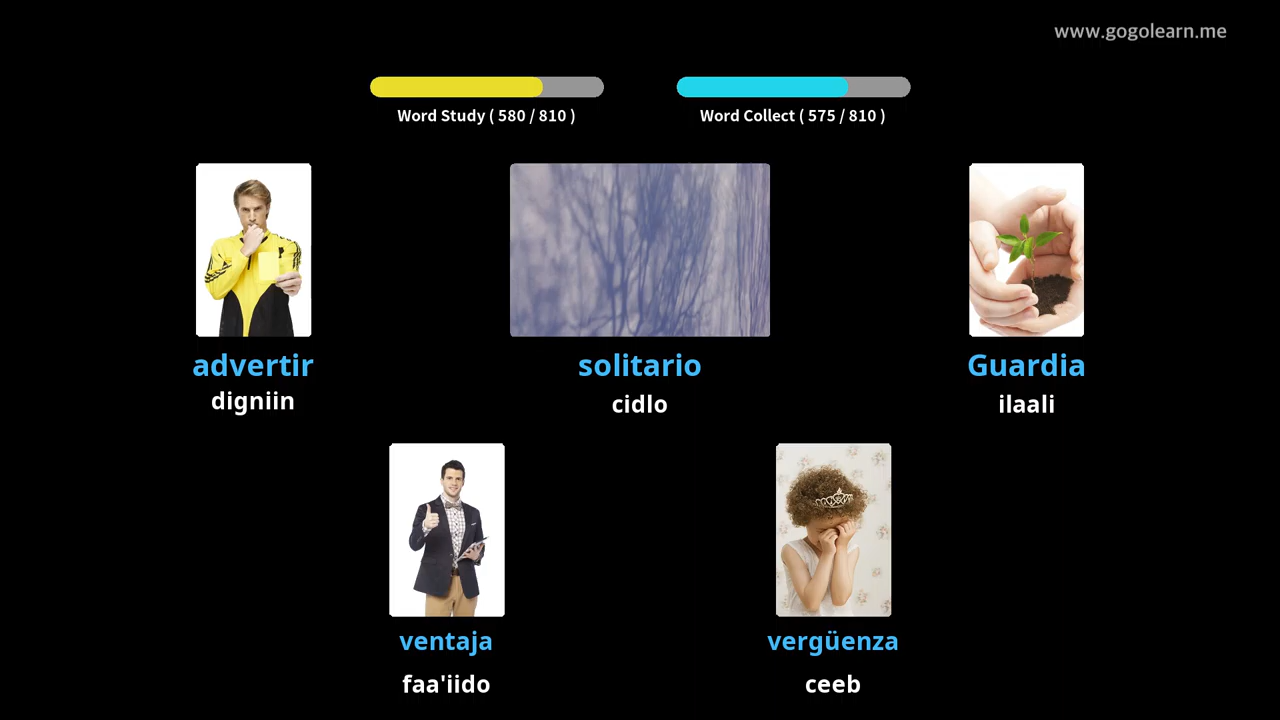 www.gogolearn.me
Word Study ( 580 / 810 )
Word Collect ( 575 / 810 )
advertir
digniin
solitario
cidlo
Guardia
ilaali
ventaja
faa'iido
vergüenza
ceeb